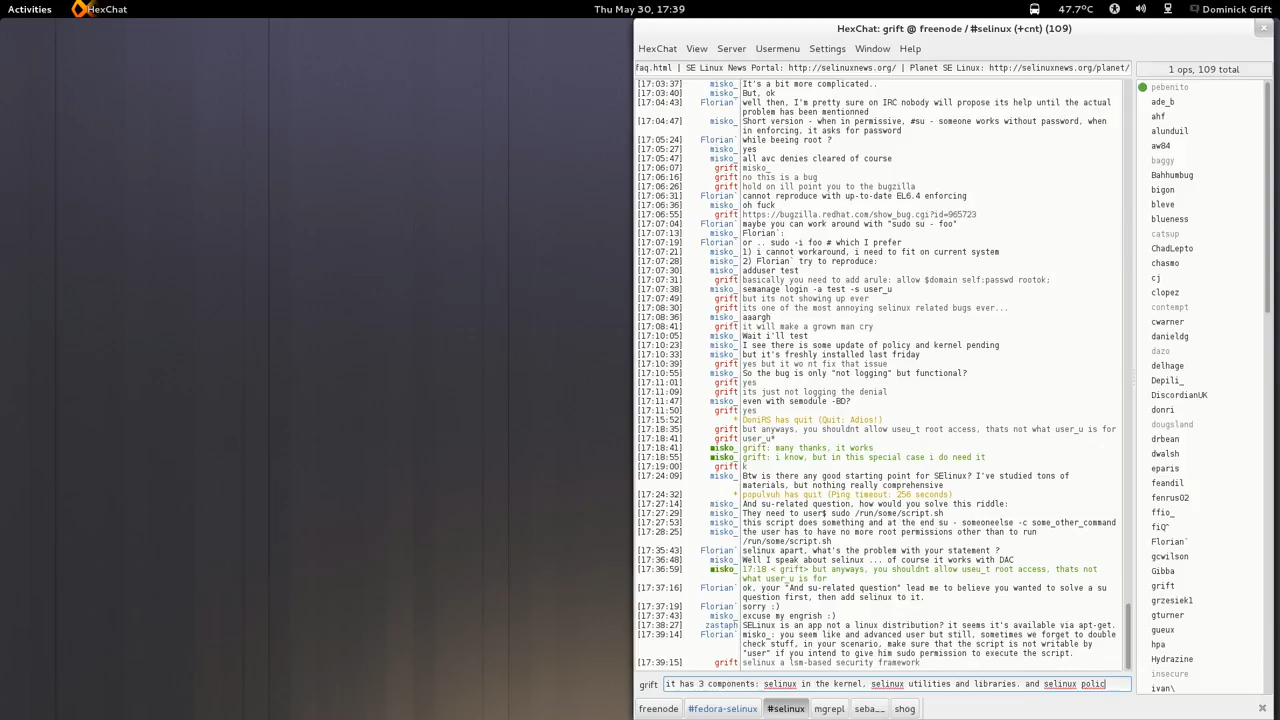 Activities
HexChat
Thu May 30, 17:39
47.7°C
Dominick Grift
HexChat: grift @ freenode / #selinux (+cnt) (109)
HexChat View Server Usermenu Settings Window Help
faq.html | SE Linux News Portal: http://selinuxnews.org/ | Planet SE Linux: http://selinuxnews.org/planet/
1 ops, 109 total
[17:03:37] misko_ It's a bit more complicated..
[17:03:40] misko_ But, ok
[17:04:43] Florian` well then, I'm pretty sure on IRC nobody will propose its help until the actual
problem has been mentionned
[17:04:47] misko_ Short version - when in permissive, #su - someone works without password, when
in enforcing, it asks for password
[17:05:24] Florian` while beeing root ?
[17:05:27] misko_ yes
[17:05:47] misko_ all avc denies cleared of course
[17:06:07] grift misko_
[17:06:16] grift no this is a bug
[17:06:26] grift hold on ill point you to the bugzilla
[17:06:31] Florian` cannot reproduce with up-to-date EL6.4 enforcing
[17:06:36] misko_ oh fuck
[17:06:55] grift https://bugzilla.redhat.com/show_bug.cgi?id=965723
[17:07:04] Florian` maybe you can work around with "sudo su - foo"
[17:07:13] misko_ Florian`:
[17:07:19] Florian` or .. sudo -i foo # which I prefer
[17:07:21] misko_ 1) i cannot workaround, i need to fit on current system
[17:07:28] misko_ 2) Florian` try to reproduce:
[17:07:30] misko_ adduser test
[17:07:31] grift basically you need to add arule: allow $domain self:passwd rootok;
[17:07:38] misko_ semanage login -a test -s user_u
[17:07:49] grift but its not showing up ever
[17:08:30] grift its one of the most annoying selinux related bugs ever...
[17:08:36] misko_ aaargh
[17:08:41] grift it will make a grown man cry
[17:10:05] misko_ Wait i'll test
[17:10:23] misko_ I see there is some update of policy and kernel pending
[17:10:33] misko_ but it's freshly installed last friday
[17:10:39] grift yes but it wo nt fix that issue
[17:10:55] misko_ So the bug is only "not logging" but functional?
[17:11:01] grift yes
[17:11:09] grift its just not logging the denial
[17:11:47] misko_ even with semodule -BD?
[17:11:50] grift yes
[17:15:52] * DoniRS has quit (Quit: Adios!)
[17:18:35] grift but anyways, you shouldnt allow useu_t root access, thats not what user_u is for
[17:18:41] grift user_u*
[17:18:41] misko_ grift: many thanks, it works
[17:18:55] misko_ grift: i know, but in this special case i do need it
[17:19:00] grift k
[17:24:09] misko_ Btw is there any good starting point for SElinux? I've studied tons of
materials, but nothing really comprehensive
[17:24:32] * populvuh has quit (Ping timeout: 256 seconds)
[17:27:14] misko_ And su-related question, how would you solve this riddle:
[17:27:29] misko_ They need to user$ sudo /run/some/script.sh
[17:27:53] misko_ this script does something and at the end su - someoneelse -c some_other_command
[17:28:25] misko_ the user has to have no more root permissions other than to run
/run/some/script.sh
[17:35:43] Florian` selinux apart, what's the problem with your statement ?
[17:36:48] misko_ Well I speak about selinux ... of course it works with DAC
[17:36:59] misko_ 17:18 < grift> but anyways, you shouldnt allow useu_t root access, thats not
what user_u is for
[17:37:16] Florian` ok, your "And su-related question" lead me to believe you wanted to solve a su
question first, then add selinux to it.
[17:37:19] Florian` sorry :)
[17:37:43] misko_ excuse my engrish :)
[17:38:27] zastaph SELinux is an app not a linux distribution? it seems it's available via apt-get.
[17:39:14] Florian` misko_: you seem like and advanced user but still, sometimes we forget to double
check stuff, in your scenario, make sure that the script is not writable by
"user" if you intend to give him sudo permission to execute the script.
[17:39:15] grift selinux a lsm-based security framework
grift it has 3 components: selinux in the kernel, selinux utilities and libraries. and selinux polic
freenode #fedora-selinux #selinux mgrepl seba... shog
pebenito
ade_b
ahf
alunduil
aw84
baggy
Bahhumbug
bigon
bleve
blueness
catsup
ChadLepto
chasmo
cj
clopez
contempt
cwarner
danieldg
dazo
delhage
Depili_
DiscordianUK
donri
dougsland
drbean
dwalsh
eparis
feandil
fenrus02
ffio_
fiQ^
Florian`
gcwilson
Gibba
grift
grzesiek1
gturner
gueux
hpa
Hydrazine
insecure
ivan\